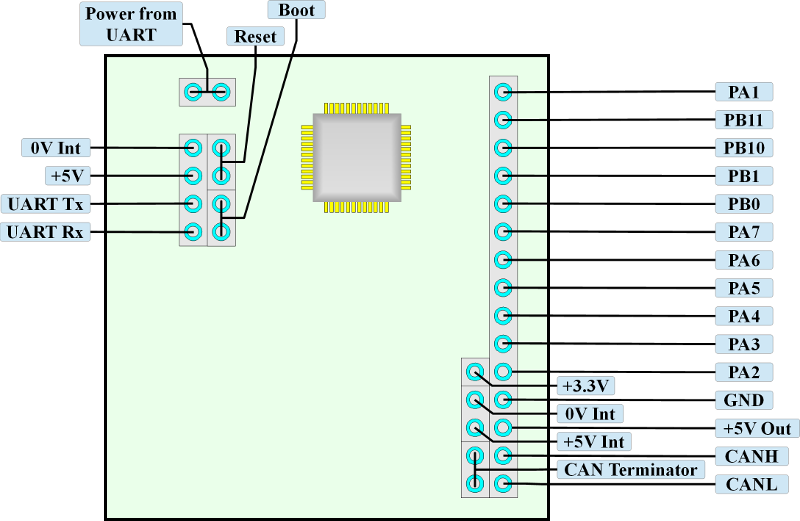 Power from
UART
Boot
Reset
0V Int
+5V
UART Tx
UART Rx
PA1
PB11
PB10
PB1
PB0
PA7
PA6
PA5
PA4
PA3
PA2
+3.3V
GND
0V Int
+5V Out
+5V Int
CANH
CAN Terminator
CANL